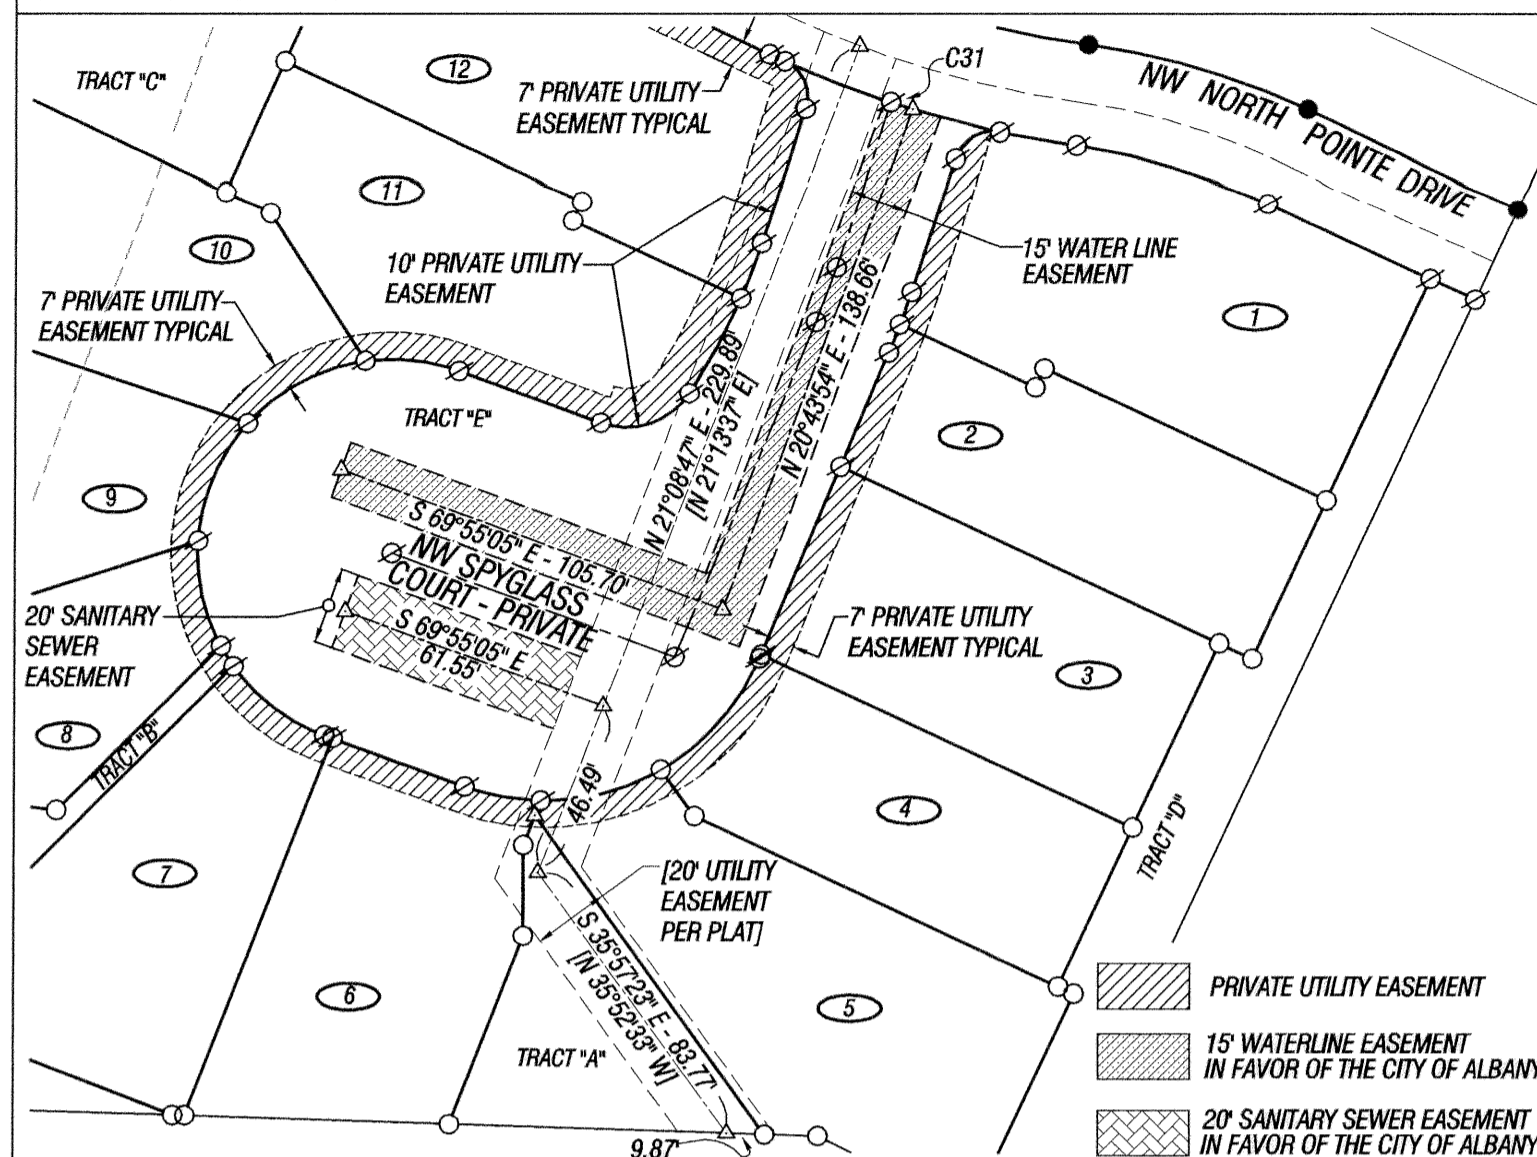 TRACT "C"
12
7' PRIVATE UTILITY
EASEMENT TYPICAL
C31
NW NORTH POINTE DRIVE
11
10
10' PRIVATE UTILITY
EASEMENT
15' WATER LINE
EASEMENT
7' PRIVATE UTILITY
EASEMENT TYPICAL
1
TRACT "E"
2
N 21°08'47" E - 229.89'
[N 21°13'37" E]
N 20°43'54" E - 138.66'
9
S 69°55'05" E - 105.70'
NW SPYGLASS
COURT - PRIVATE
S 69°55'05" E
61.55'
20' SANITARY
SEWER
EASEMENT
7' PRIVATE UTILITY
EASEMENT TYPICAL
3
8
TRACT "B"
46.49'
4
TRACT "D"
7
[20' UTILITY
EASEMENT
PER PLAT]
S 35°57'23" E - 83.77'
[N 35°52'33" W]
6
5
TRACT "A"
9.87'
PRIVATE UTILITY EASEMENT
15' WATERLINE EASEMENT
IN FAVOR OF THE CITY OF ALBANY
20' SANITARY SEWER EASEMENT
IN FAVOR OF THE CITY OF ALBANY